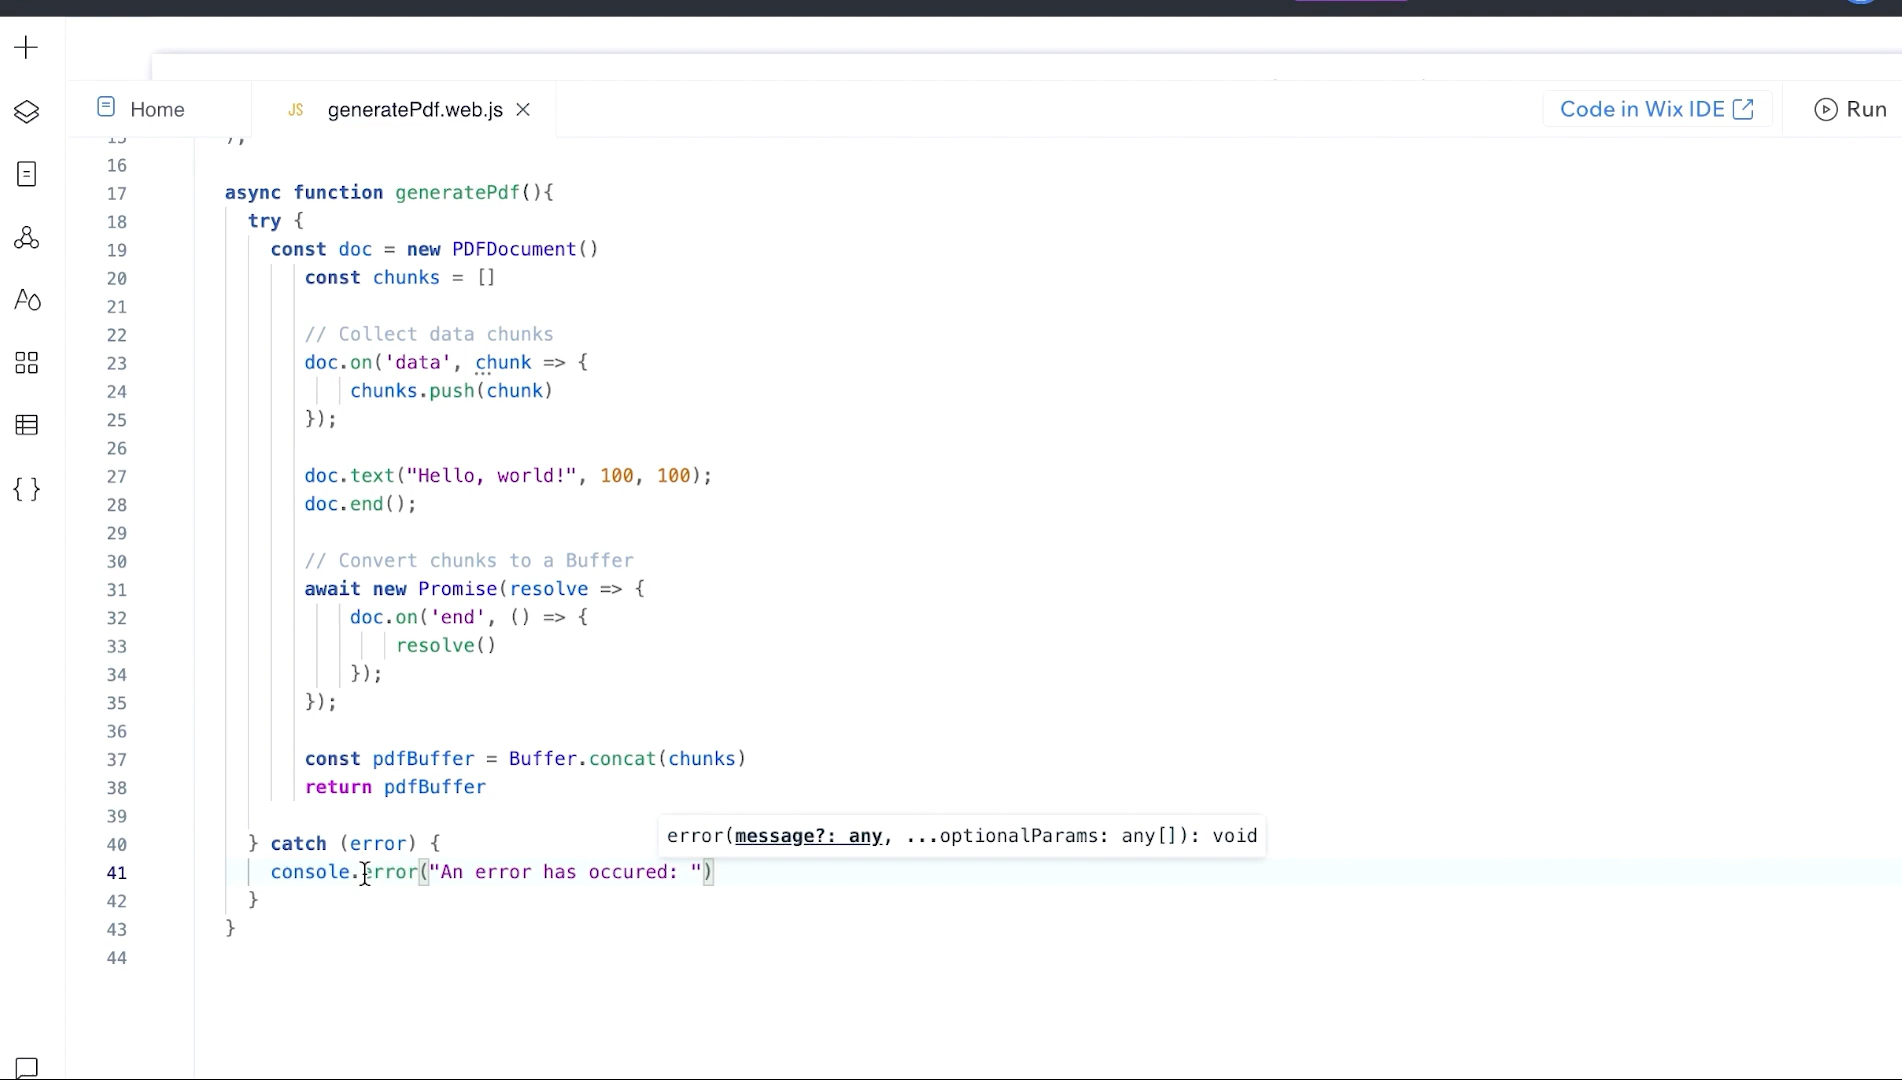 Home
JS generatePdf.web.js
Code in Wix IDE
Run
16
17 async function generatePdf(){
18 try {
19 const doc = new PDFDocument()
20 const chunks = []
21
22 // Collect data chunks
23 doc.on('data', chunk => {
24 chunks.push(chunk)
25 });
26
27 doc.text("Hello, world!", 100, 100);
28 doc.end();
29
30 // Convert chunks to a Buffer
31 await new Promise(resolve => {
32 doc.on('end', () => {
33 resolve()
34 });
35 });
36
37 const pdfBuffer = Buffer.concat(chunks)
38 return pdfBuffer
39
error(message?: any, ...optionalParams: any[]): void
40 } catch (error) {
41 console.error("An error has occured: ")
42 }
43 }
44